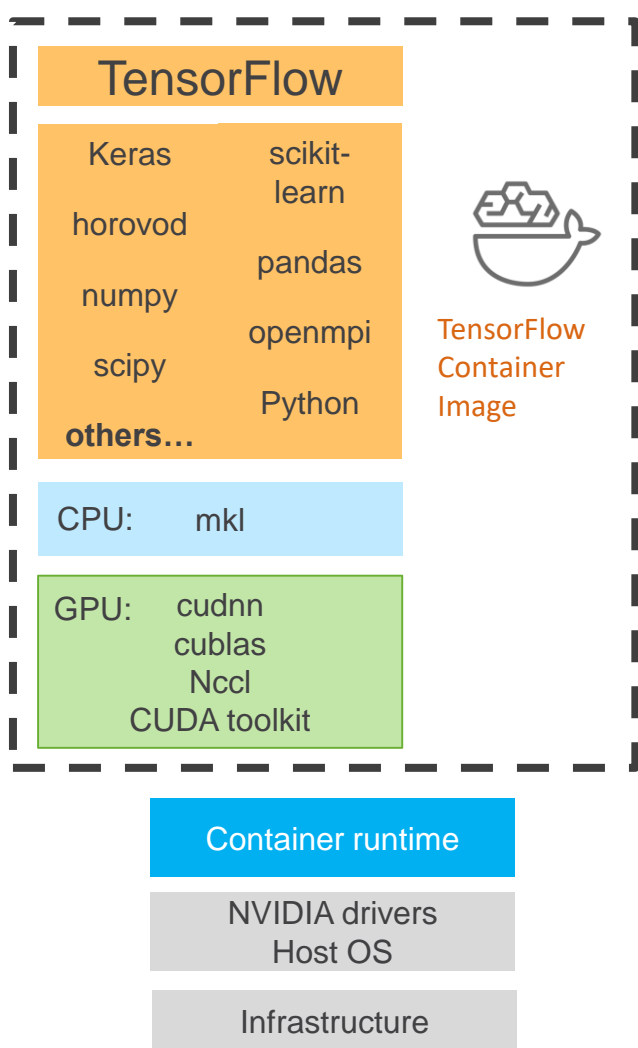 TensorFlow
Keras
horovod
numpy
scipy
others…
scikit-
learn
pandas
openmpi
Python
TensorFlow
Container
Image
CPU: mkl
GPU: cudnn
cublas
Nccl
CUDA toolkit
Container runtime
NVIDIA drivers
Host OS
Infrastructure